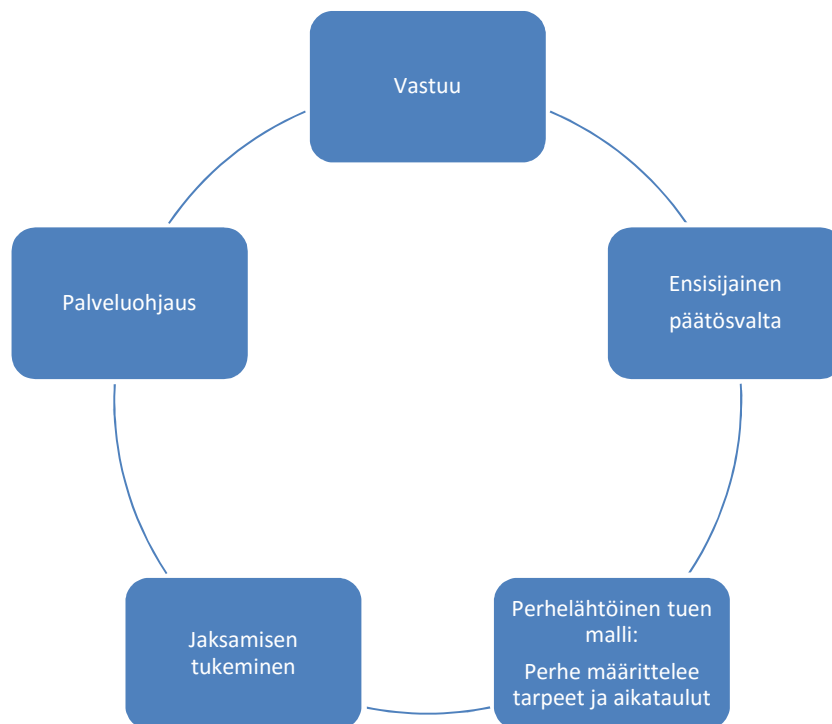 Vastuu
Ensisijainen
päätösvalta
Perhelähtöinen tuen
malli:
Perhe määrittelee
tarpeet ja aikataulut
Jaksamisen
tukeminen
Palveluohjaus